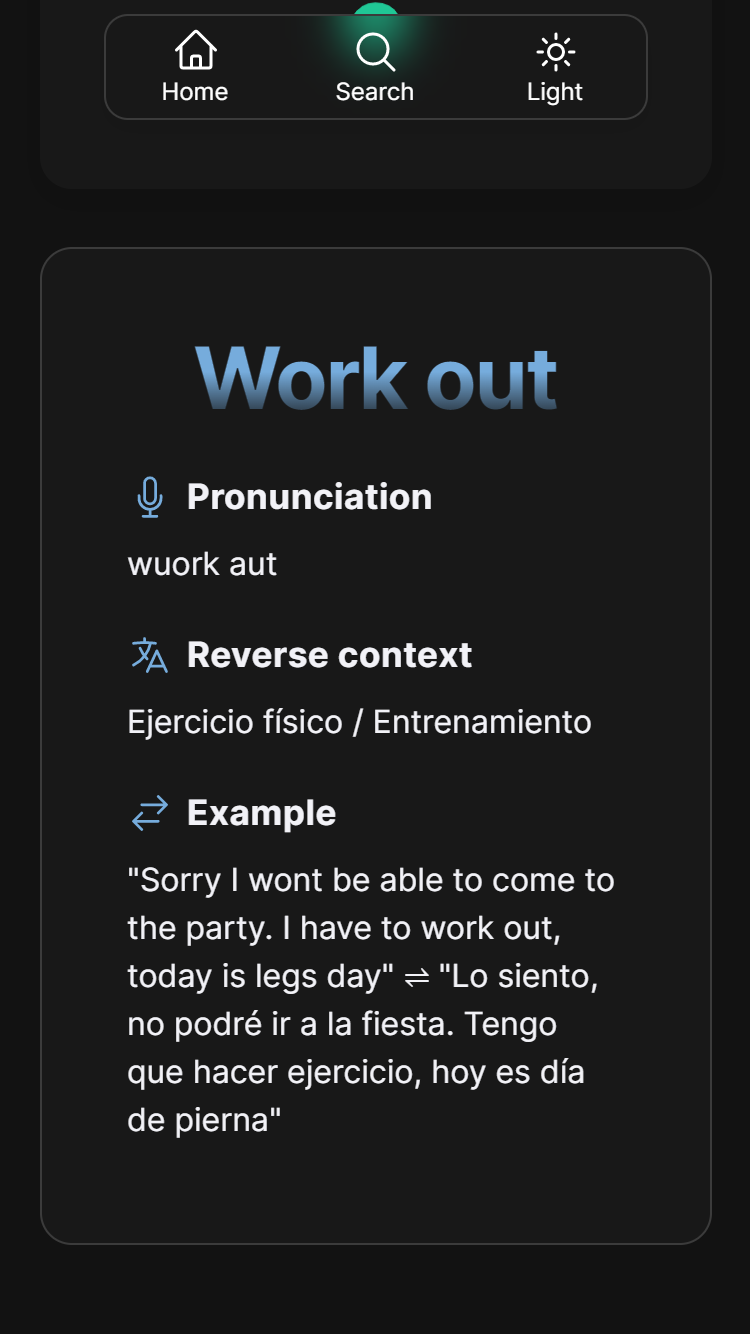 Home
Search
Light
Work out
Pronunciation
wuork aut
Reverse context
Ejercicio físico / Entrenamiento
Example
"Sorry I wont be able to come to
the party. I have to work out,
today is legs day" ⇌ "Lo siento,
no podré ir a la fiesta. Tengo
que hacer ejercicio, hoy es día
de pierna"